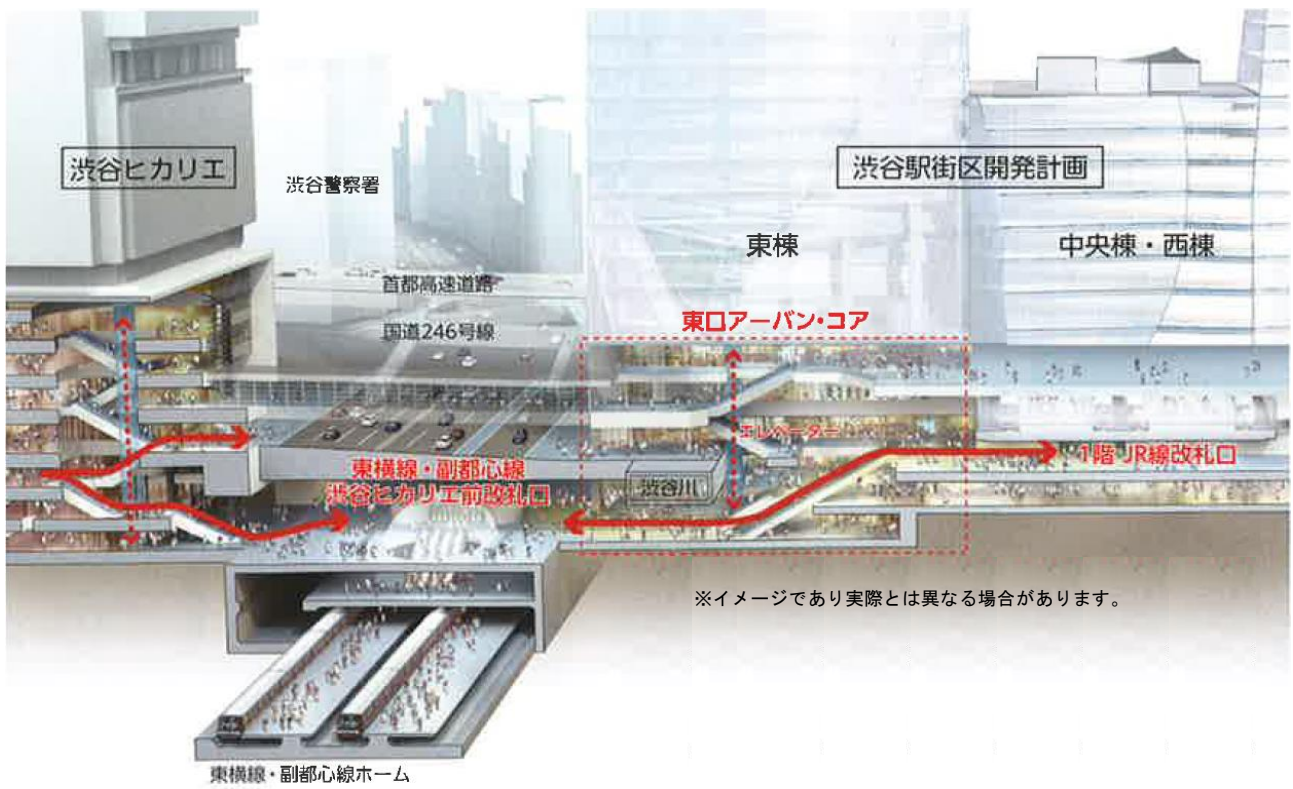 渋谷ヒカリエ
渋谷警察署
渋谷駅街区開発計画
東棟
中央棟・西棟
首都高速道路
国道246号線
東口アーバン・コア
エレベーター
東横線・副都心線
渋谷ヒカリエ前改札口
渋谷川
1階 JR線改札口
※イメージであり実際とは異なる場合があります。
東横線・副都心線ホーム